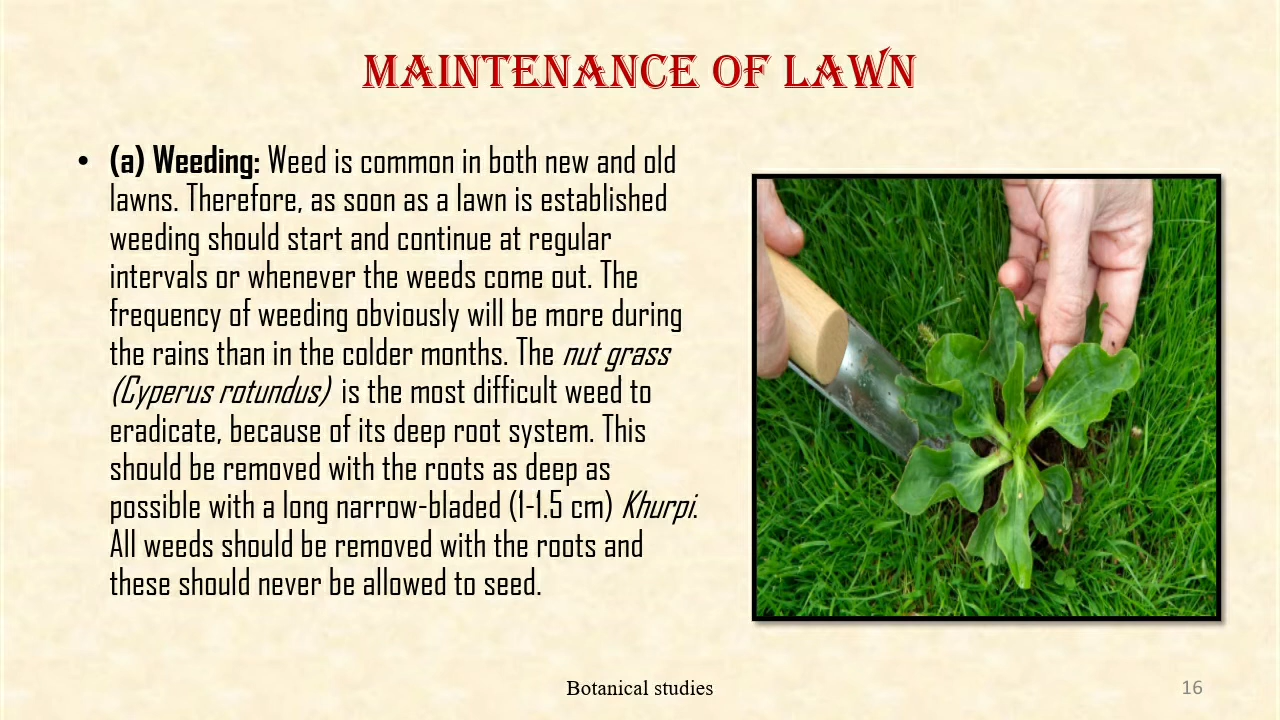 MAINTENANCE OF LAWN
• (a) Weeding: Weed is common in both new and old
lawns. Therefore, as soon as a lawn is established
weeding should start and continue at regular
intervals or whenever the weeds come out. The
frequency of weeding obviously will be more during
the rains than in the colder months. The nut grass
(Cyperus rotundus) is the most difficult weed to
eradicate, because of its deep root system. This
should be removed with the roots as deep as
possible with a long narrow-bladed (1-1.5 cm) Khurpi.
All weeds should be removed with the roots and
these should never be allowed to seed.
Botanical studies
16